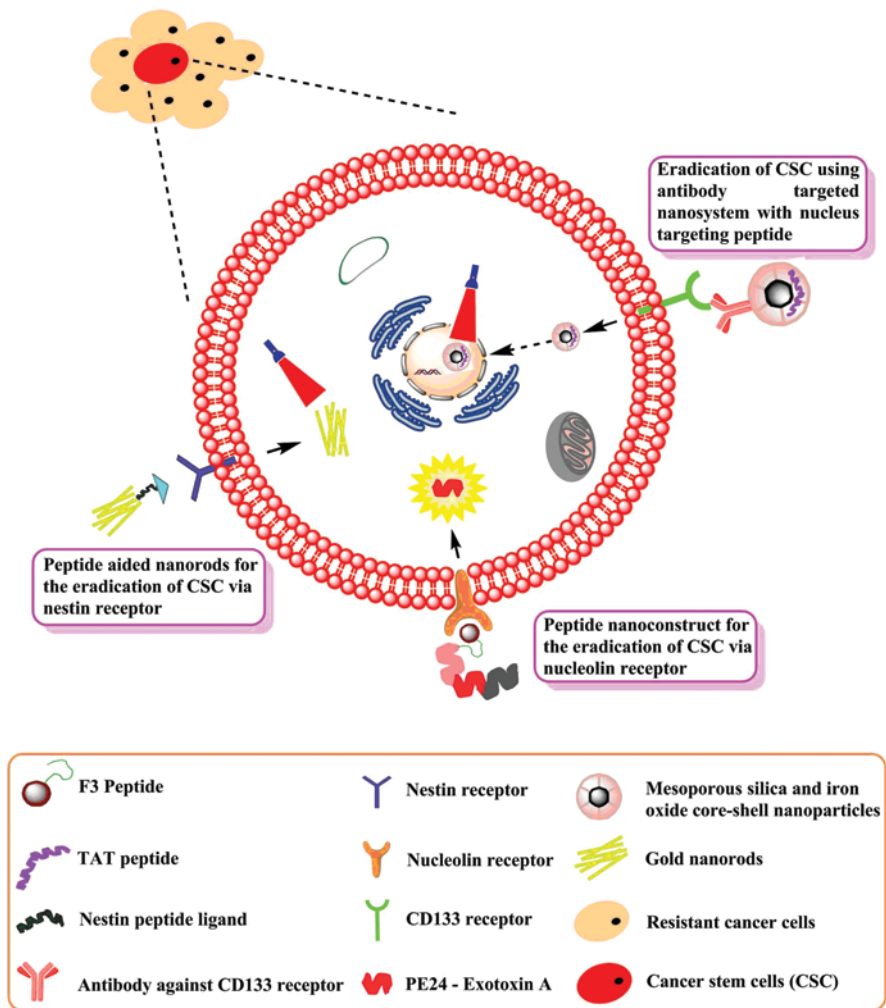 Eradication of CSC using
antibody targeted
nanosystem with nucleus
targeting peptide
Peptide aided nanorods for
the eradication of CSC via
nestin receptor
Peptide nanoconstruct for
the eradication of CSC via
nucleolin receptor
F3 Peptide
Nestin receptor
Mesoporous silica and iron
oxide core-shell nanoparticles
TAT peptide
Nucleolin receptor
Gold nanorods
Nestin peptide ligand
CD133 receptor
Resistant cancer cells
Antibody against CD133 receptor
PE24 - Exotoxin A
Cancer stem cells (CSC)